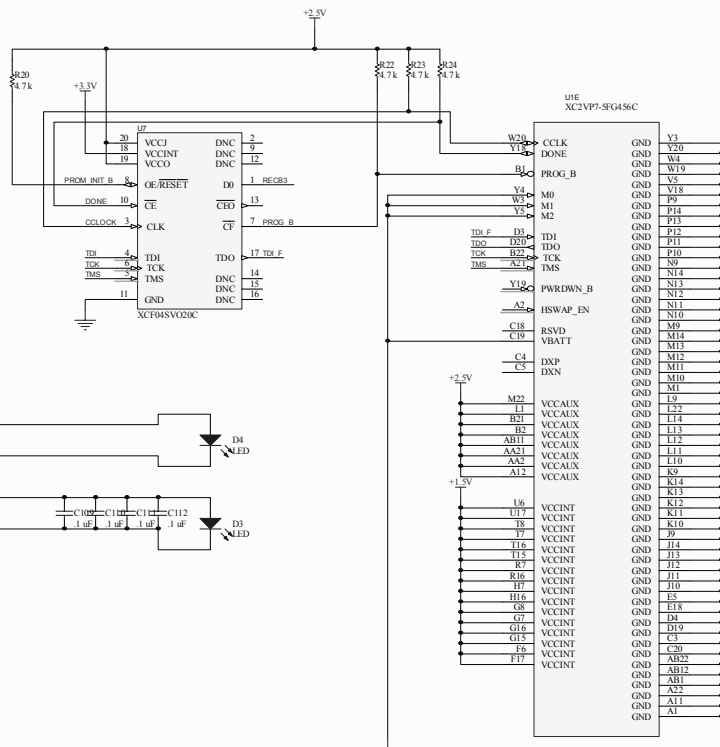 +2.5V
R20
4.7 k
+3.3V
R22
4.7 k
R23
4.7 k
R24
4.7 k
U7
20 VCCJ DNC 2
18 VCCINT DNC 9
19 VCCO DNC 12
PROM_INIT_B 8 OE/RESET D0 1 RECB3
DONE 10 CE CEO 13
CCLOCK 3 CLK CF 7 PROG_B
TDI 4 TDI TDO 17 TDI_F
TCK 6 TCK
TMS 5 TMS DNC 14
DNC 15
11 GND DNC 16
XCF04SVO20C
D4
LED
C109 C110 C111 C112
.1 uF .1 uF .1 uF .1 uF
D3
LED
U1E
XC2VP7-5FG456C
W20 CCLK GND Y3
Y18 DONE GND Y20
GND W4
B1 PROG_B GND W19
GND V5
Y4 M0 GND V18
W3 M1 GND P9
Y5 M2 GND P14
GND P13
TDI_F D3 TDI GND P12
TDO D20 TDO GND P11
TCK B22 TCK GND P10
TMS A21 TMS GND N9
GND N14
Y19 PWRDWN_B GND N13
GND N12
A2 HSWAP_EN GND N11
GND N10
C18 RSVD GND M9
C19 VBATT GND M14
GND M13
C4 DXP GND M12
C5 DXN GND M11
GND M10
+2.5V
GND M1
M22 VCCAUX GND L9
L1 VCCAUX GND L22
B21 VCCAUX GND L14
B2 VCCAUX GND L13
AB11 VCCAUX GND L12
AA21 VCCAUX GND L11
AA2 VCCAUX GND L10
A12 VCCAUX GND K9
+1.5V
GND K14
GND K13
U6 VCCINT GND K12
U17 VCCINT GND K11
T8 VCCINT GND K10
T7 VCCINT GND J9
T16 VCCINT GND J14
T15 VCCINT GND J13
R7 VCCINT GND J12
R16 VCCINT GND J11
H7 VCCINT GND J10
H16 VCCINT GND E5
G8 VCCINT GND E18
G7 VCCINT GND D4
G16 VCCINT GND D19
G15 VCCINT GND C3
F6 VCCINT GND C20
F17 VCCINT GND AB22
GND AB12
GND AB1
GND A22
GND A11
GND A1